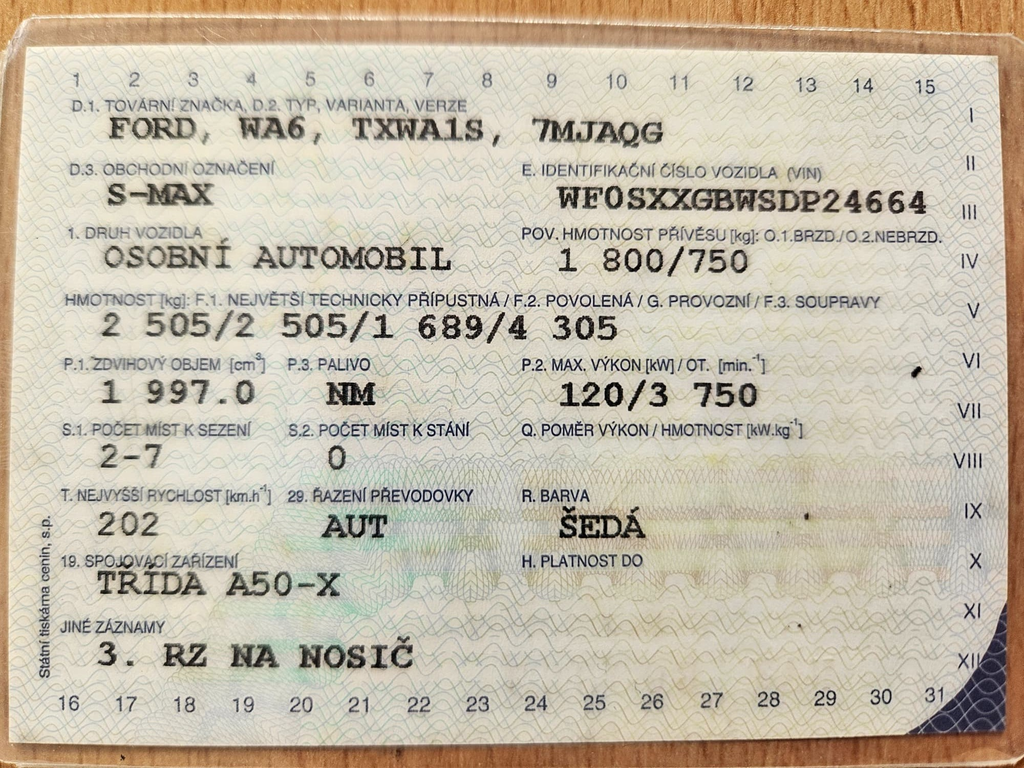 1 2 3 4 5 6 7 8 9 10 11 12 13 14 15
D.1. TOVÁRNÍ ZNAČKA, D.2. TYP, VARIANTA, VERZE
I
FORD, WA6, TXWA1S, 7MJAQG
D.3. OBCHODNÍ OZNAČENÍ E. IDENTIFIKAČNÍ ČÍSLO VOZIDLA (VIN)
II
S-MAX WF0SXXGBWSDP24664
III
1. DRUH VOZIDLA POV. HMOTNOST PŘÍVĚSU [kg]: O.1.BRZD./O.2.NEBRZD.
OSOBNÍ AUTOMOBIL 1 800/750
IV
HMOTNOST [kg]: F.1. NEJVĚTŠÍ TECHNICKY PŘÍPUSTNÁ / F.2. POVOLENÁ / G. PROVOZNÍ / F.3. SOUPRAVY
V
2 505/2 505/1 689/4 305
P.1. ZDVIHOVÝ OBJEM [cm³] P.3. PALIVO P.2. MAX. VÝKON [kW] / OT. [min.⁻¹]
VI
1 997.0 NM 120/3 750
VII
S.1. POČET MÍST K SEZENÍ S.2. POČET MÍST K STÁNÍ Q. POMĚR VÝKON / HMOTNOST [kW.kg⁻¹]
2-7 0
VIII
T. NEJVYŠŠÍ RYCHLOST [km.h⁻¹] 29. ŘAZENÍ PŘEVODOVKY R. BARVA
IX
202 AUT ŠEDÁ
19. SPOJOVACÍ ZAŘÍZENÍ H. PLATNOST DO
X
TŘÍDA A50-X
XI
JINÉ ZÁZNAMY
3. RZ NA NOSIČ
XII
16 17 18 19 20 21 22 23 24 25 26 27 28 29 30 31
Státní tiskárna cenin, s.p.